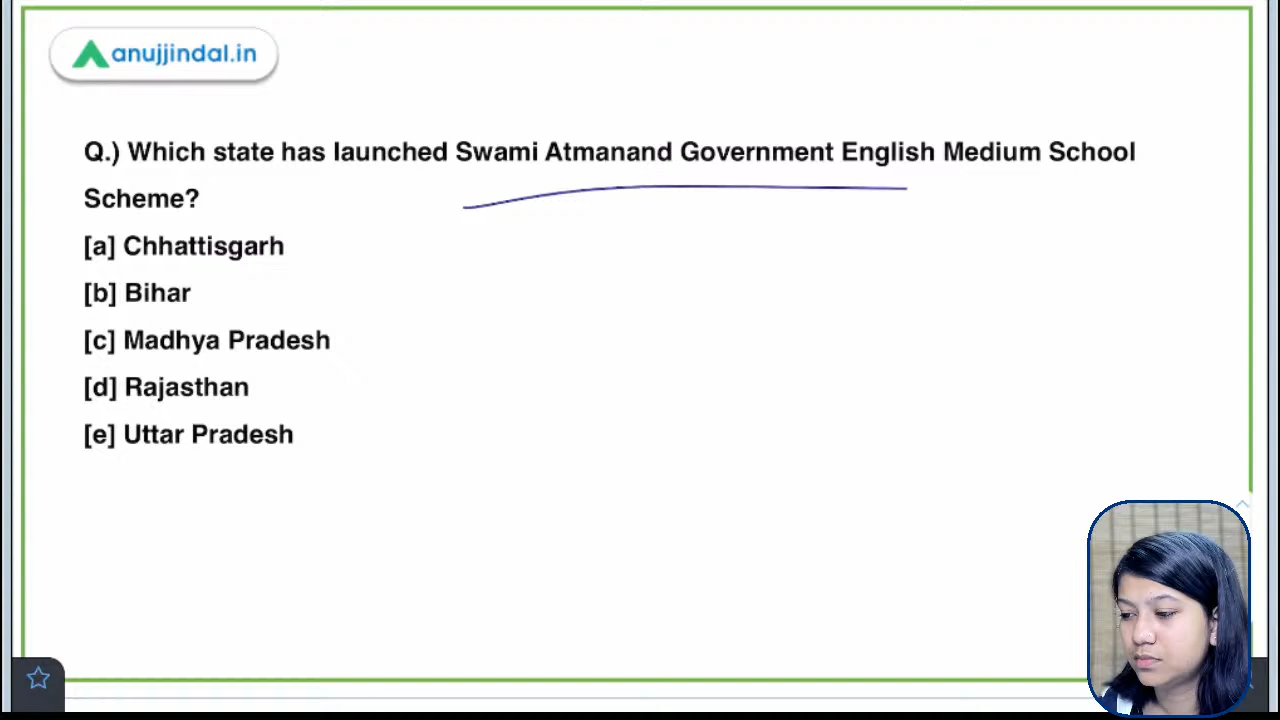 anujjindal.in
Q.) Which state has launched Swami Atmanand Government English Medium School
Scheme?
[a] Chhattisgarh
[b] Bihar
[c] Madhya Pradesh
[d] Rajasthan
[e] Uttar Pradesh